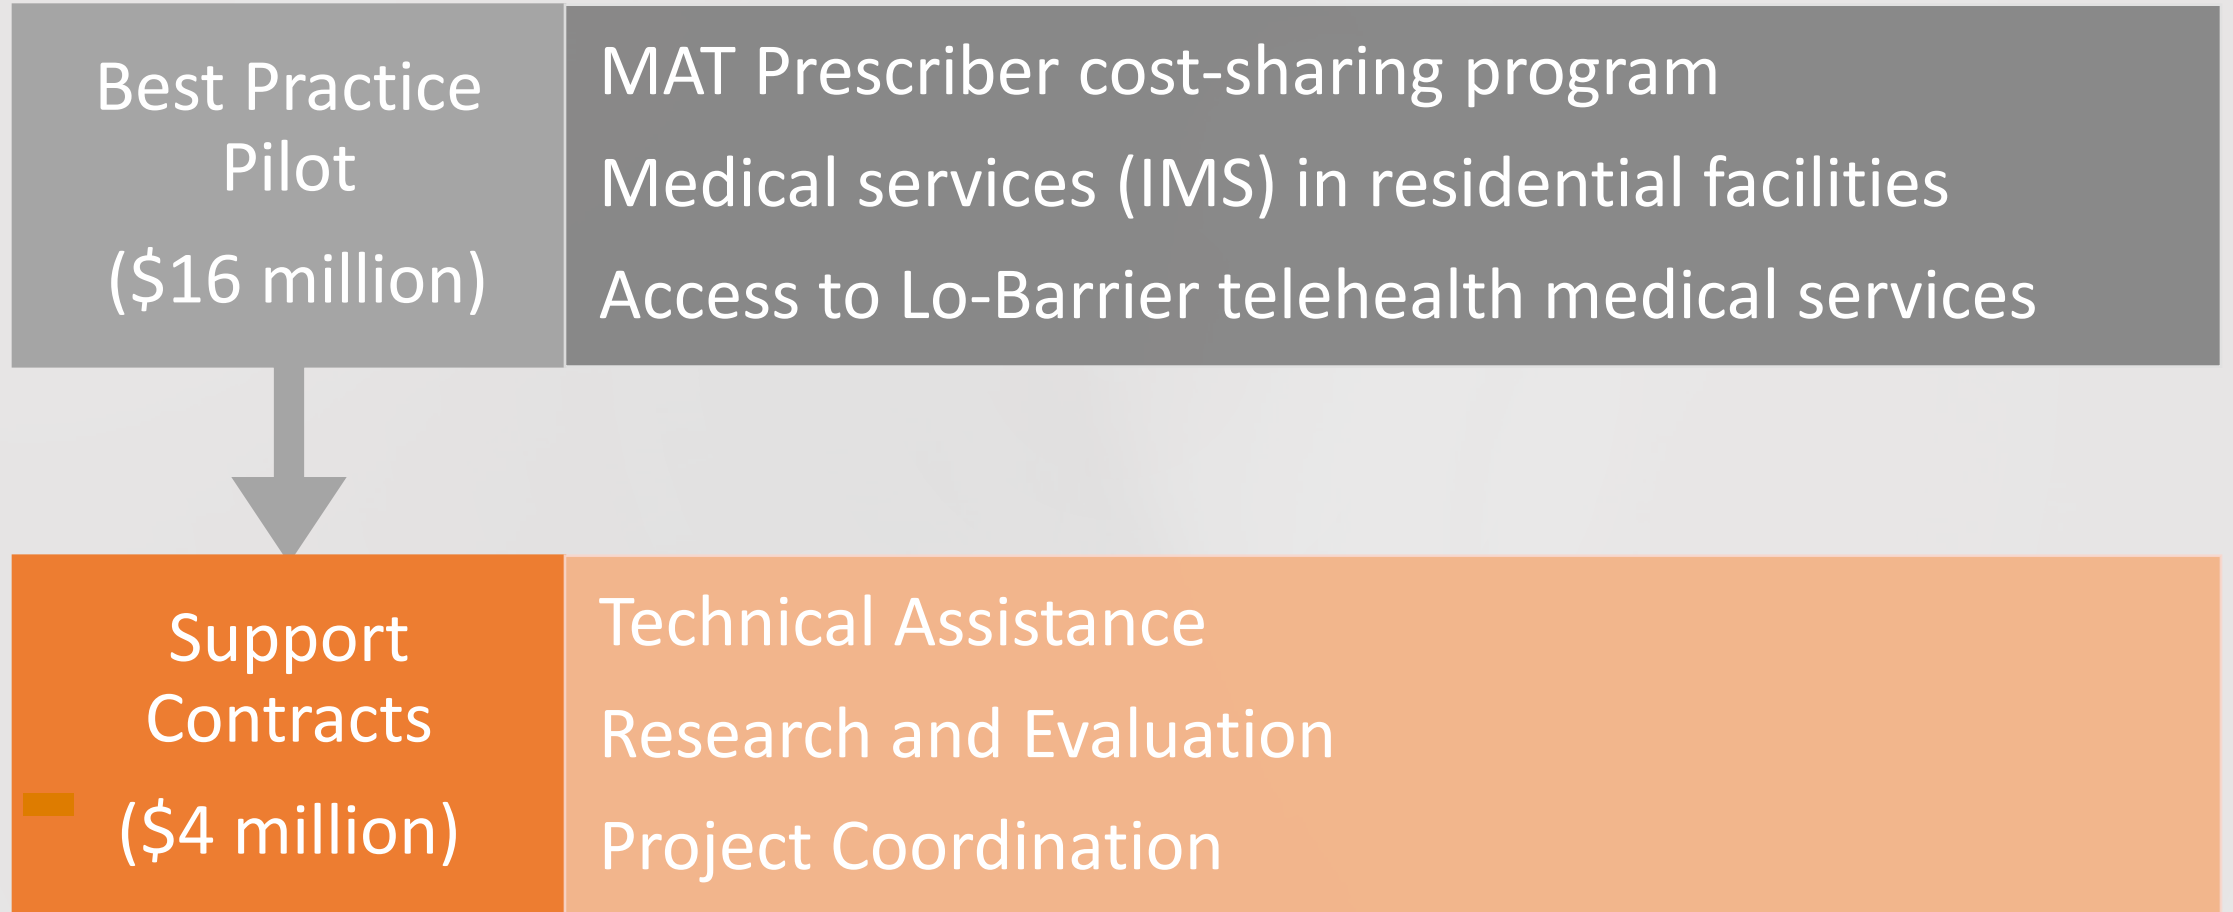 Best Practice
Pilot
($16 million)
MAT Prescriber cost-sharing program
Medical services (IMS) in residential facilities
Access to Lo-Barrier telehealth medical services
Support
Contracts
($4 million)
Technical Assistance
Research and Evaluation
Project Coordination